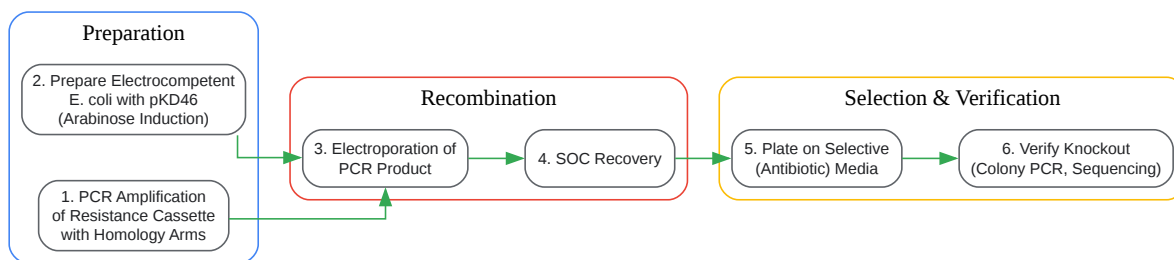 Preparation
2. Prepare Electrocompetent
E. coli with pKD46
(Arabinose Induction)
1. PCR Amplification
of Resistance Cassette
with Homology Arms
Recombination
3. Electroporation of
PCR Product
4. SOC Recovery
Selection & Verification
5. Plate on Selective
(Antibiotic) Media
6. Verify Knockout
(Colony PCR, Sequencing)